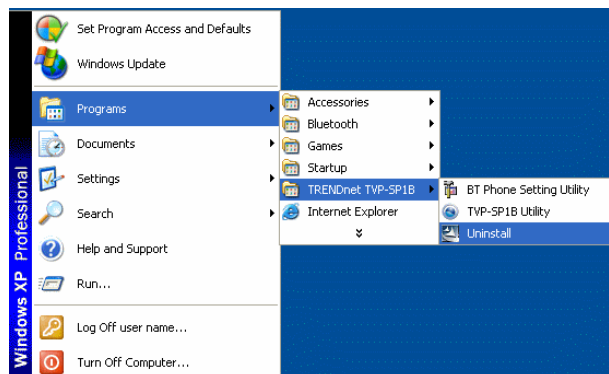 Set Program Access and Defaults
Windows Update
Programs
Documents
Settings
Search
Help and Support
Run...
Log Off user name...
Turn Off Computer...
Windows XP Professional
Accessories
Bluetooth
Games
Startup
TRENDnet TVP-SP1B
Internet Explorer
BT Phone Setting Utility
TVP-SP1B Utility
Uninstall